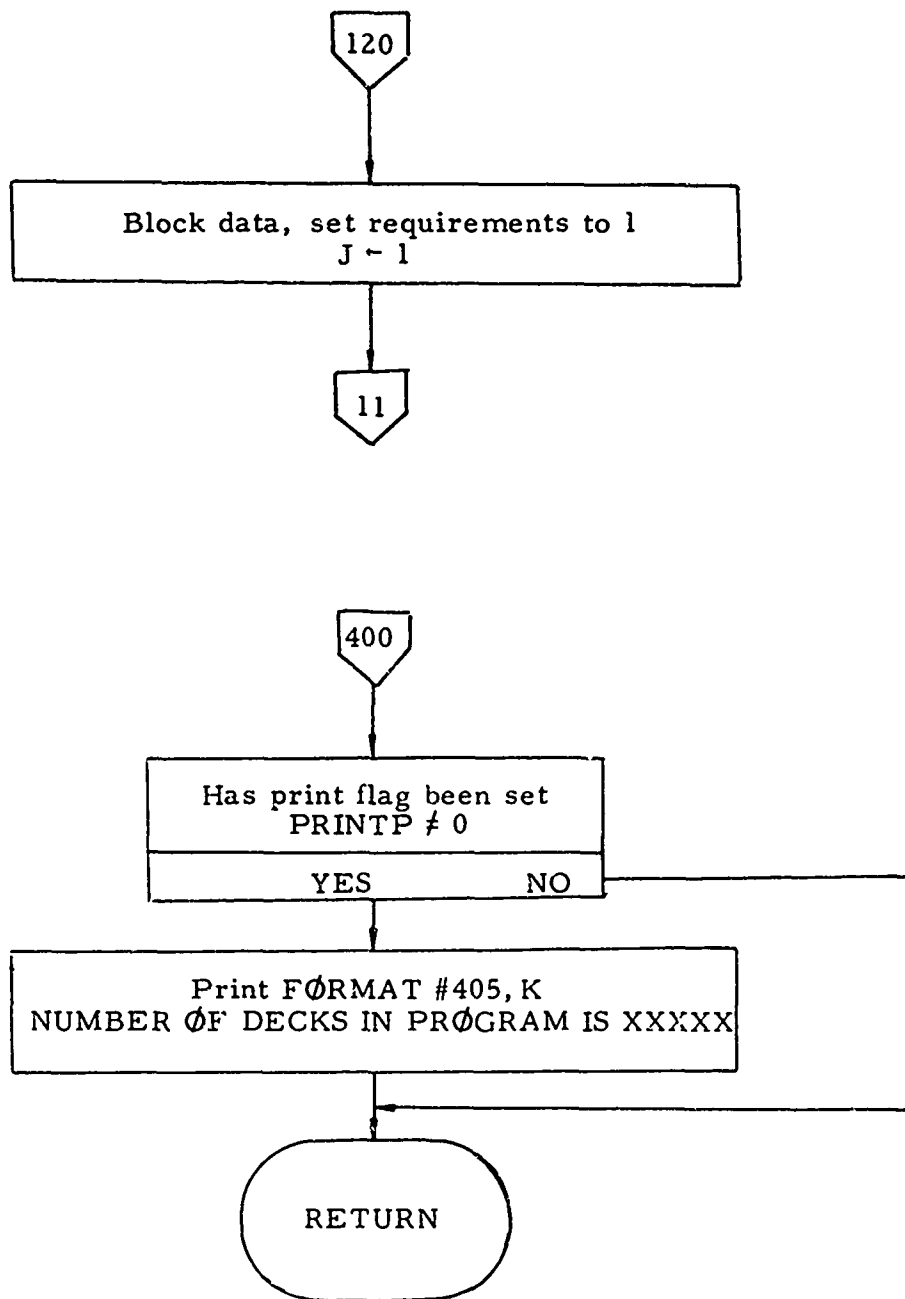 120
Block data, set requirements to 1
J ← 1
11
400
Has print flag been set
PRINTP ≠ 0
YES NO
Print FØRMAT #405, K
NUMBER ØF DECKS IN PRØGRAM IS XXXXX
RETURN